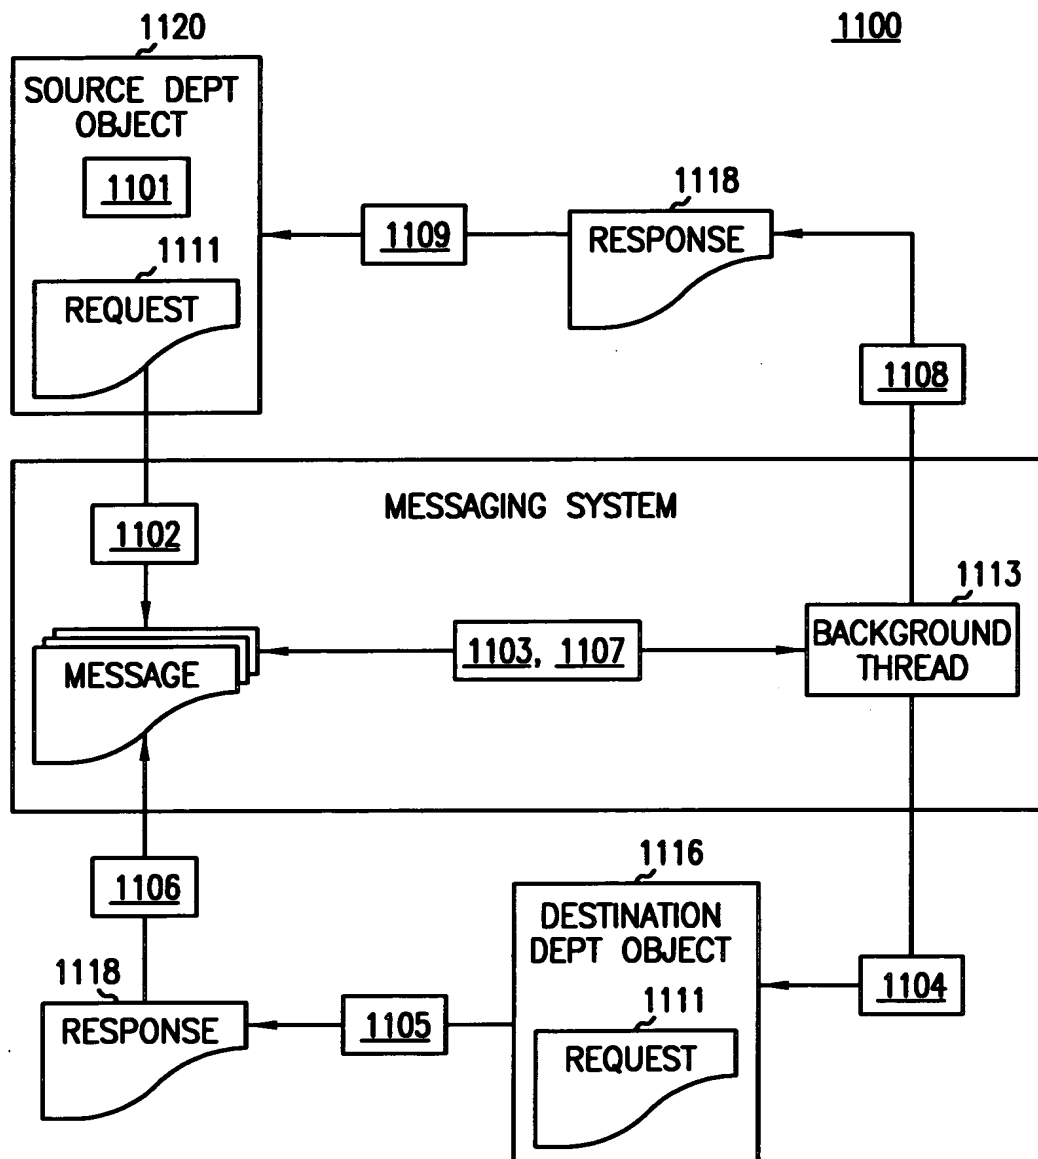 1100
1120
SOURCE DEPT
OBJECT
1101
1111
REQUEST
1109
1118
RESPONSE
1108
MESSAGING SYSTEM
1102
1113
BACKGROUND
THREAD
1103, 1107
MESSAGE
1106
1116
DESTINATION
DEPT OBJECT
1104
1118
RESPONSE
1105
1111
REQUEST